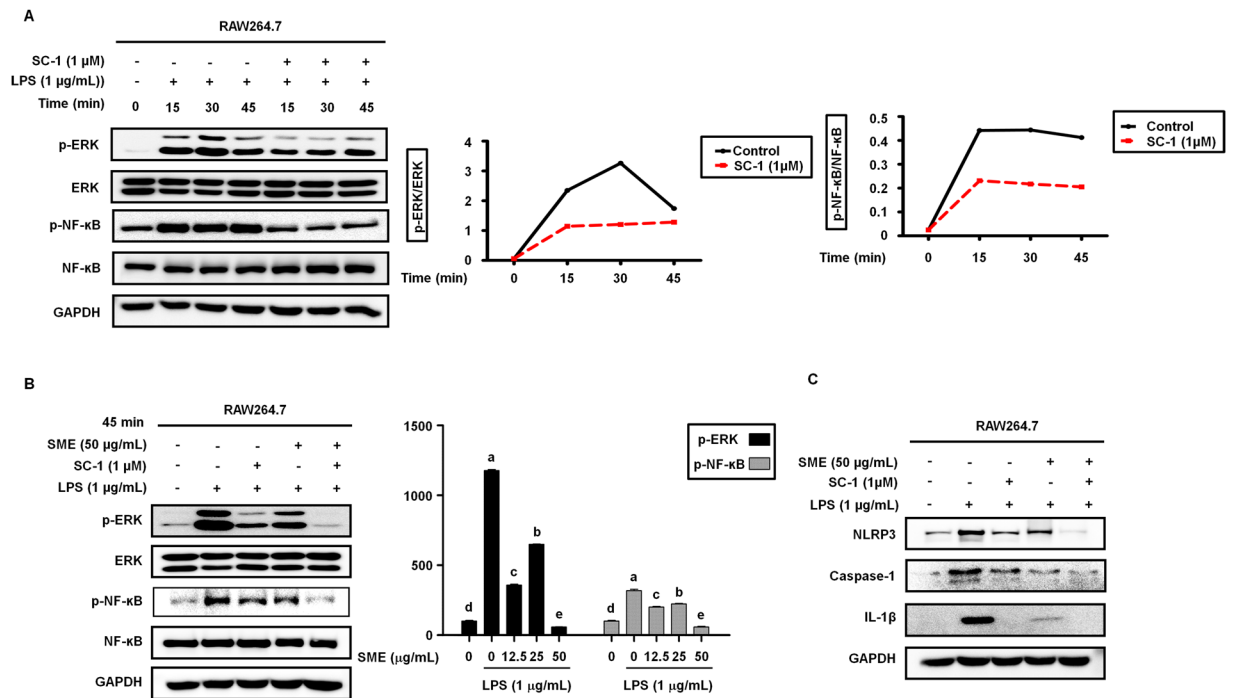 A
RAW264.7
SC-1 (1 µM) - - - - + + +
LPS (1 µg/mL)) - + + + + + +
Time (min) 0 15 30 45 15 30 45
p-ERK
ERK
p-NF-κB
NF-κB
GAPDH
p-ERK/ERK
4
3
2
1
0
Time (min) 0 15 30 45
Control
SC-1 (1µM)
p-NF-κB/NF-κB
0.5
0.4
0.3
0.2
0.1
0
Time (min) 0 15 30 45
Control
SC-1 (1µM)
B
RAW264.7
45 min
SME (50 µg/mL) - - - + +
SC-1 (1 µM) - - + - +
LPS (1 µg/mL) - + + + +
p-ERK
ERK
p-NF-κB
NF-κB
GAPDH
1500
1000
500
0
d a c b e d a c b e
SME (µg/mL) 0 0 12.5 25 50 0 0 12.5 25 50
LPS (1 µg/mL) LPS (1 µg/mL)
p-ERK
p-NF-κB
C
RAW264.7
SME (50 µg/mL) - - - + +
SC-1 (1µM) - - + - +
LPS (1 µg/mL) - + + + +
NLRP3
Caspase-1
IL-1β
GAPDH